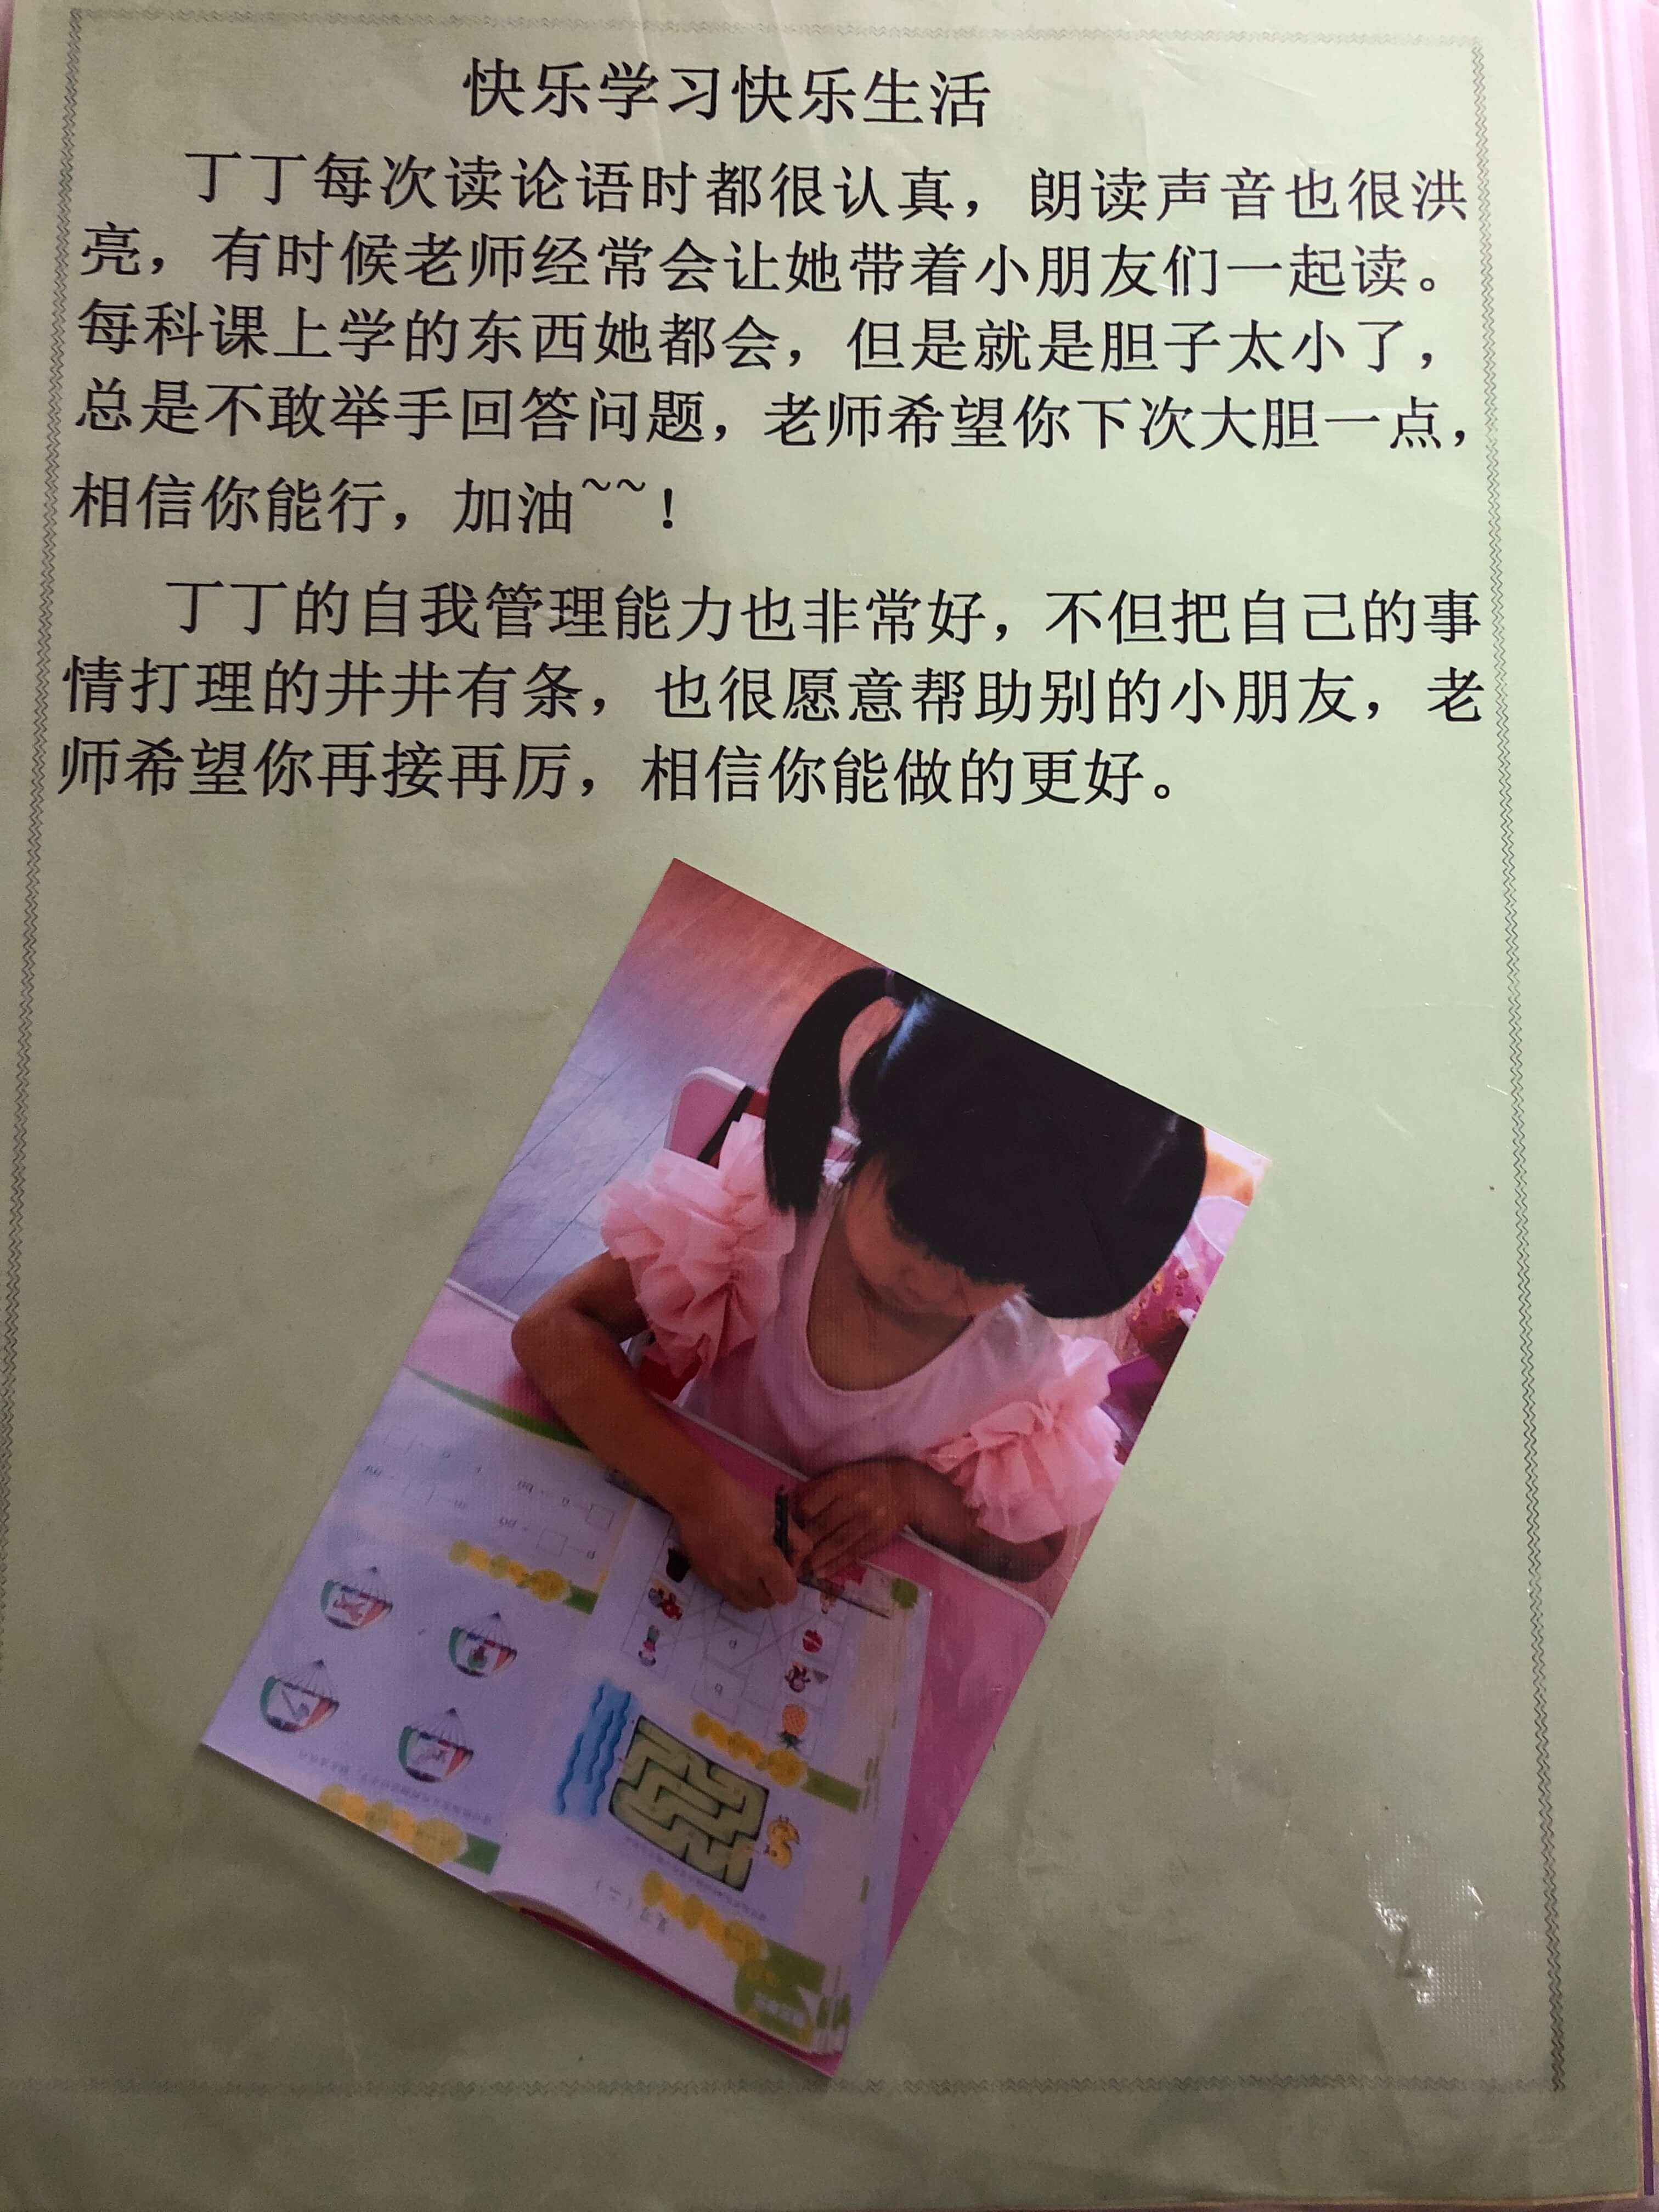 快乐学习快乐生活
丁丁每次读论语时都很认真，朗读声音也很洪
亮，有时候老师经常会让她带着小朋友们一起读。
每科课上学的东西她都会，但是就是胆子太小了，
总是不敢举手回答问题，老师希望你下次大胆一点，
相信你能行，加油~~！
丁丁的自我管理能力也非常好，不但把自己的事
情打理的井井有条，也很愿意帮助别的小朋友，老
师希望你再接再厉，相信你能做的更好。